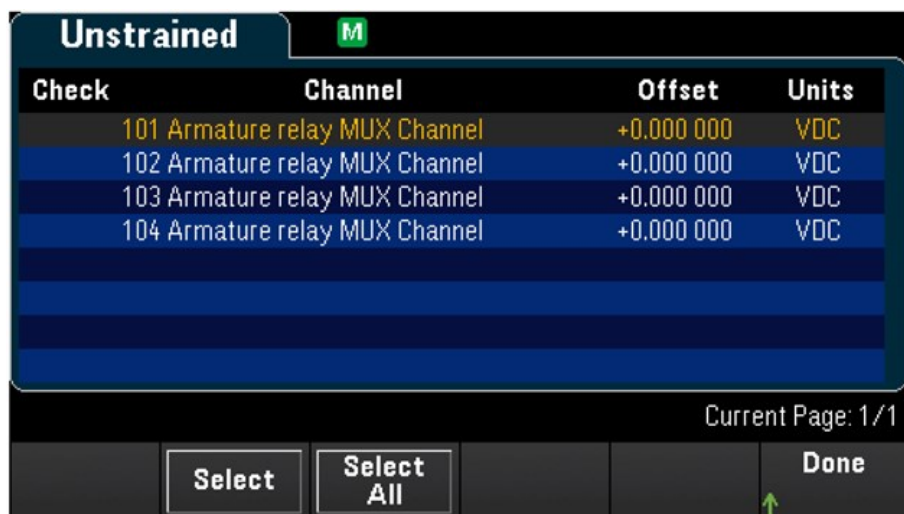 Unstrained M
Check Channel Offset Units
101 Armature relay MUX Channel +0.000 000 VDC
102 Armature relay MUX Channel +0.000 000 VDC
103 Armature relay MUX Channel +0.000 000 VDC
104 Armature relay MUX Channel +0.000 000 VDC
Current Page: 1/1
Select
Select
All
Done